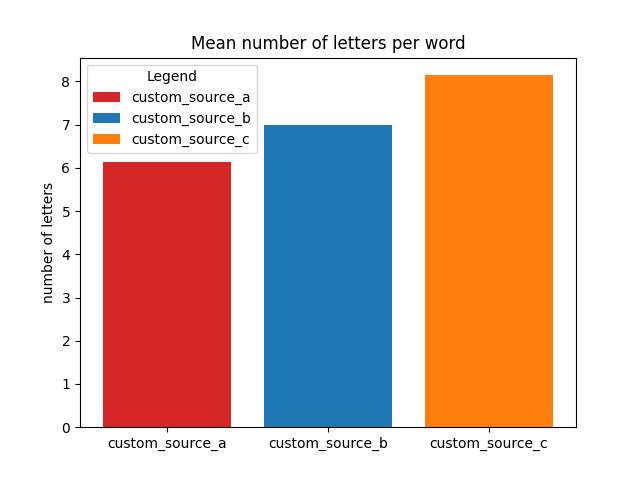 Mean number of letters per word
Legend
custom_source_a
custom_source_b
custom_source_c
number of letters
8
7
6
5
4
3
2
1
0
custom_source_a custom_source_b custom_source_c